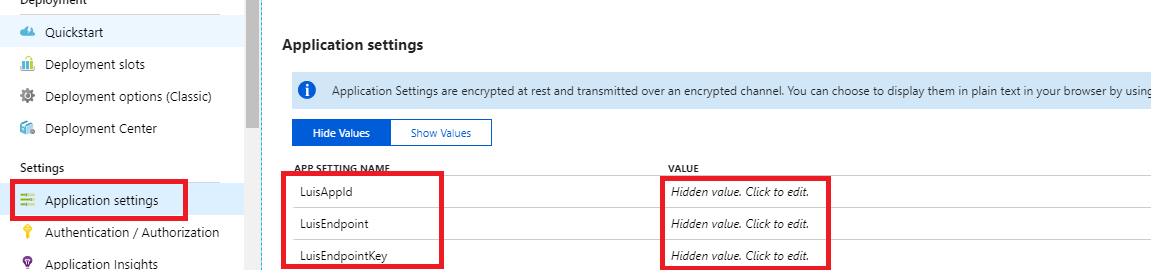 Deployment
Quickstart
Deployment slots
Deployment options (Classic)
Deployment Center
Settings
Application settings
Authentication / Authorization
Application Insights
Application settings
Application Settings are encrypted at rest and transmitted over an encrypted channel. You can choose to display them in plain text in your browser by using
Hide Values
Show Values
APP SETTING NAME
VALUE
LuisAppId
Hidden value. Click to edit.
LuisEndpoint
Hidden value. Click to edit.
LuisEndpointKey
Hidden value. Click to edit.